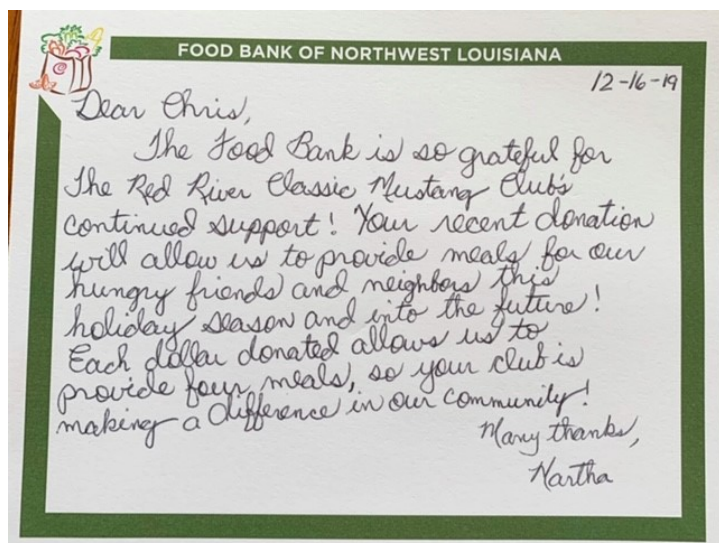 FOOD BANK OF NORTHWEST LOUISIANA
12-16-19
Dear Chris,
The Food Bank is so grateful for
The Red River Classic Mustang Club's
continued support! Your recent donation
will allow us to provide meals for our
hungry friends and neighbors this
holiday season and into the future!
Each dollar donated allows us to
provide four meals, so your club is
making a difference in our community!
Many thanks,
Martha